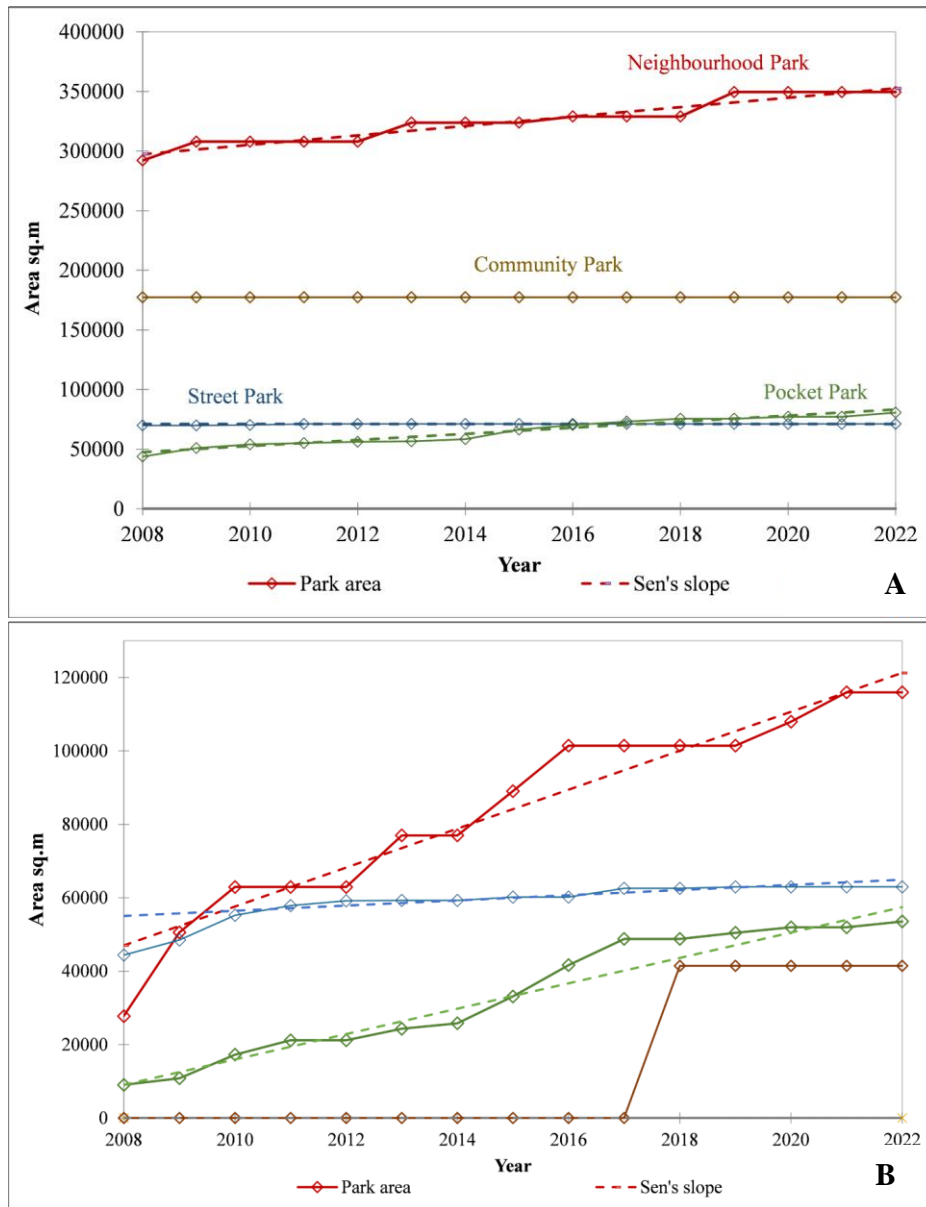 400000
350000
300000
250000
200000
150000
100000
50000
0
Area sq.m
Neighbourhood Park
Community Park
Street Park
Pocket Park
2008 2010 2012 2014 2016 2018 2020 2022
Year
Park area Sen's slope
A
120000
100000
80000
60000
40000
20000
0
Area sq.m
2008 2010 2012 2014 2016 2018 2020 2022
Year
Park area Sen's slope
B